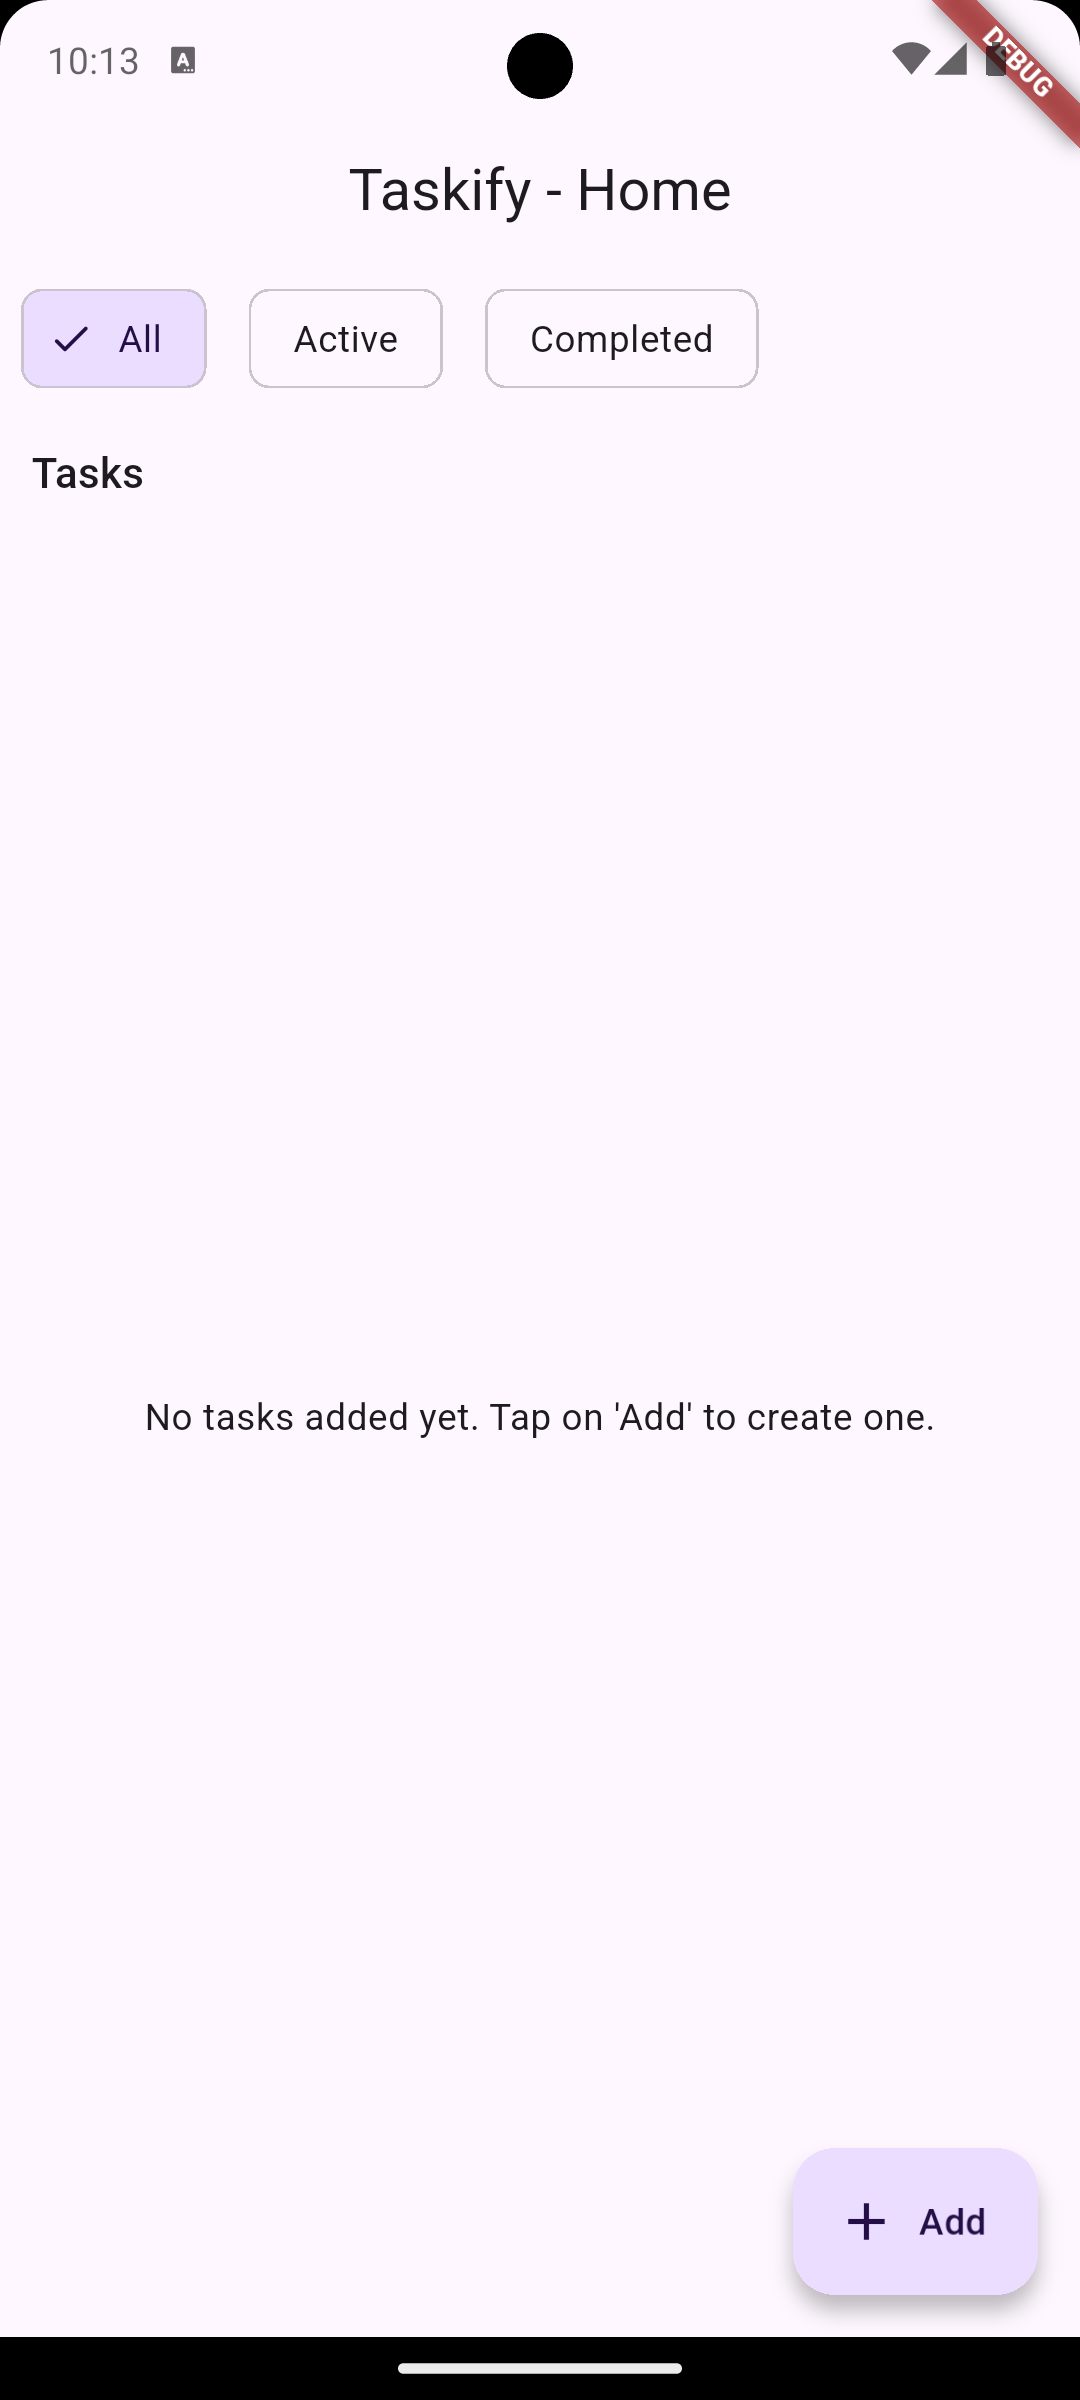 10:13
DEBUG
Taskify - Home
All Active Completed
Tasks
No tasks added yet. Tap on 'Add' to create one.
Add